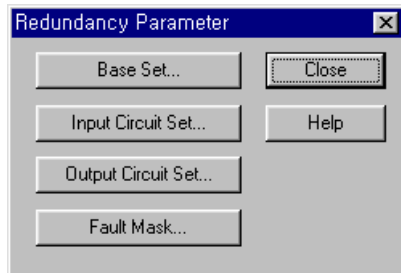 Redundancy Parameter
Base Set...
Close
Input Circuit Set...
Help
Output Circuit Set...
Fault Mask...